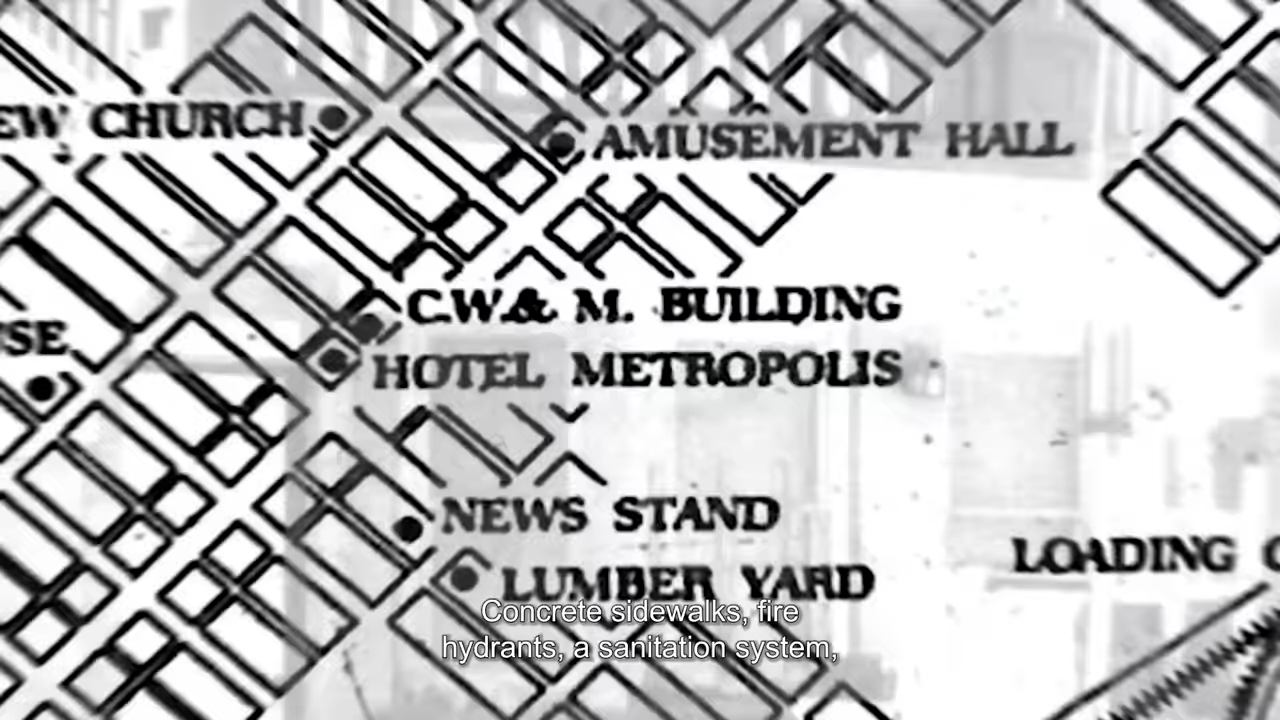 EW CHURCH
AMUSEMENT HALL
C.W.& M. BUILDING
SE
HOTEL METROPOLIS
NEWS STAND
LOADING
LUMBER YARD
Concrete sidewalks, fire
hydrants, a sanitation system,